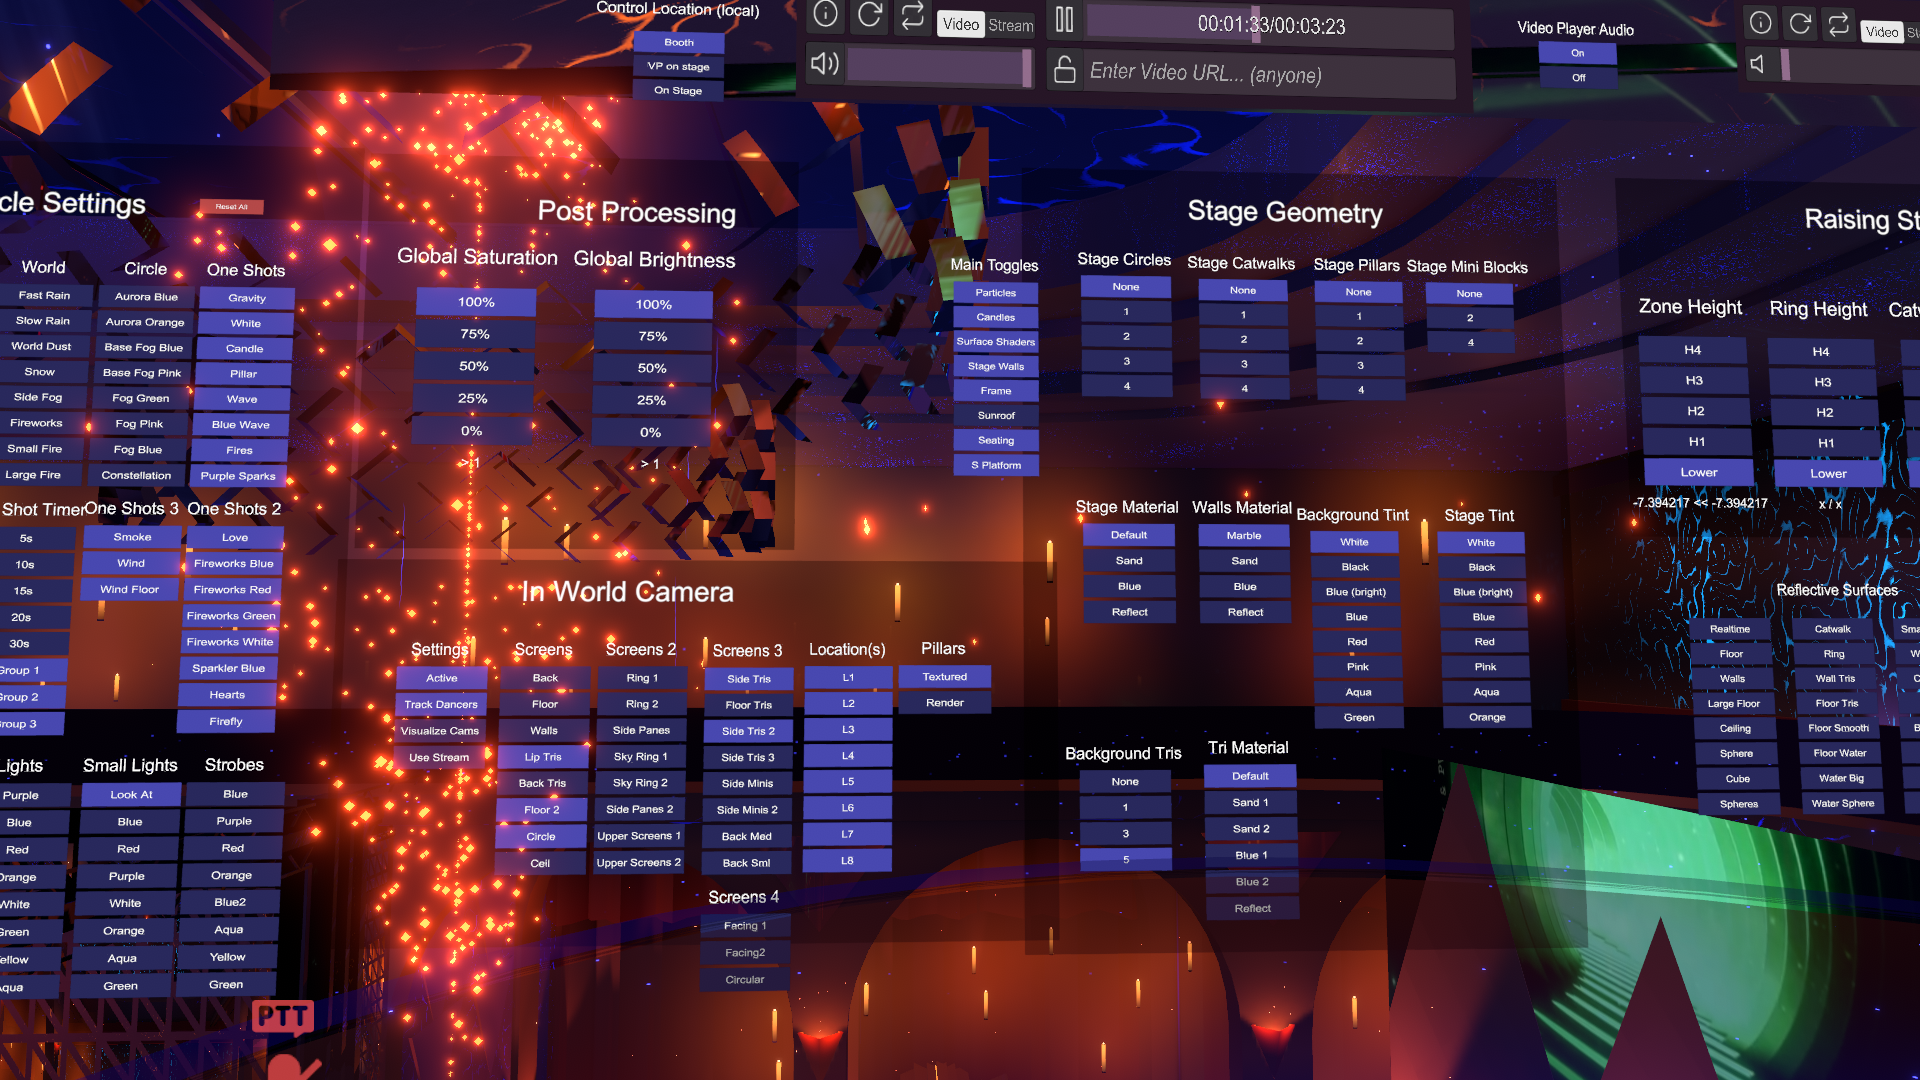 Control Location (local)
Booth
VP on stage
On Stage
Video
Stream
00:01:33/00:03:23
Enter Video URL... (anyone)
Video Player Audio
On
Off
Video
cle Settings
Reset All
World
Fast Rain
Slow Rain
World Dust
Snow
Side Fog
Fireworks
Small Fire
Large Fire
Circle
Aurora Blue
Aurora Orange
Base Fog Blue
Base Fog Pink
Fog Green
Fog Pink
Fog Blue
Constellation
One Shots
Gravity
White
Candle
Pillar
Wave
Blue Wave
Fires
Purple Sparks
Shot Timer
5s
10s
15s
20s
30s
Group 1
Group 2
Group 3
One Shots 3
Smoke
Wind
Wind Floor
One Shots 2
Love
Fireworks Blue
Fireworks Red
Fireworks Green
Fireworks White
Sparkler Blue
Hearts
Firefly
Lights
Purple
Blue
Red
Orange
White
Green
Yellow
Aqua
Small Lights
Look At
Blue
Red
Purple
White
Orange
Aqua
Green
Strobes
Blue
Purple
Red
Orange
Blue2
Aqua
Yellow
Green
PTT
Post Processing
Global Saturation
100%
75%
50%
25%
0%
> 1
Global Brightness
100%
75%
50%
25%
0%
> 1
In World Camera
Settings
Active
Track Dancers
Visualize Cams
Use Stream
Screens
Back
Floor
Walls
Lip Tris
Back Tris
Floor 2
Circle
Ceil
Screens 2
Ring 1
Ring 2
Side Panes
Sky Ring 1
Sky Ring 2
Side Panes 2
Upper Screens 1
Upper Screens 2
Screens 3
Side Tris
Floor Tris
Side Tris 2
Side Tris 3
Side Minis
Side Minis 2
Back Med
Back Sml
Screens 4
Facing 1
Facing2
Circular
Location(s)
L1
L2
L3
L4
L5
L6
L7
L8
Pillars
Textured
Render
Stage Geometry
Main Toggles
Particles
Candles
Surface Shaders
Stage Walls
Frame
Sunroof
Seating
S Platform
Stage Circles
None
1
2
3
4
Stage Catwalks
None
1
2
3
4
Stage Pillars
None
1
2
3
4
Stage Mini Blocks
None
2
4
Stage Material
Default
Sand
Blue
Reflect
Walls Material
Marble
Sand
Blue
Reflect
Background Tint
White
Black
Blue (bright)
Blue
Red
Pink
Aqua
Green
Stage Tint
White
Black
Blue (bright)
Blue
Red
Pink
Aqua
Orange
Background Tris
None
1
3
5
Tri Material
Default
Sand 1
Sand 2
Blue 1
Blue 2
Reflect
Raising St
Zone Height
H4
H3
H2
H1
Lower
-7.394217 << -7.394217
Ring Height
H4
H3
H2
H1
Lower
x / x
Reflective Surfaces
Realtime
Floor
Walls
Large Floor
Ceiling
Sphere
Cube
Spheres
Catwalk
Ring
Wall Tris
Floor Tris
Floor Smooth
Floor Water
Water Big
Water Sphere